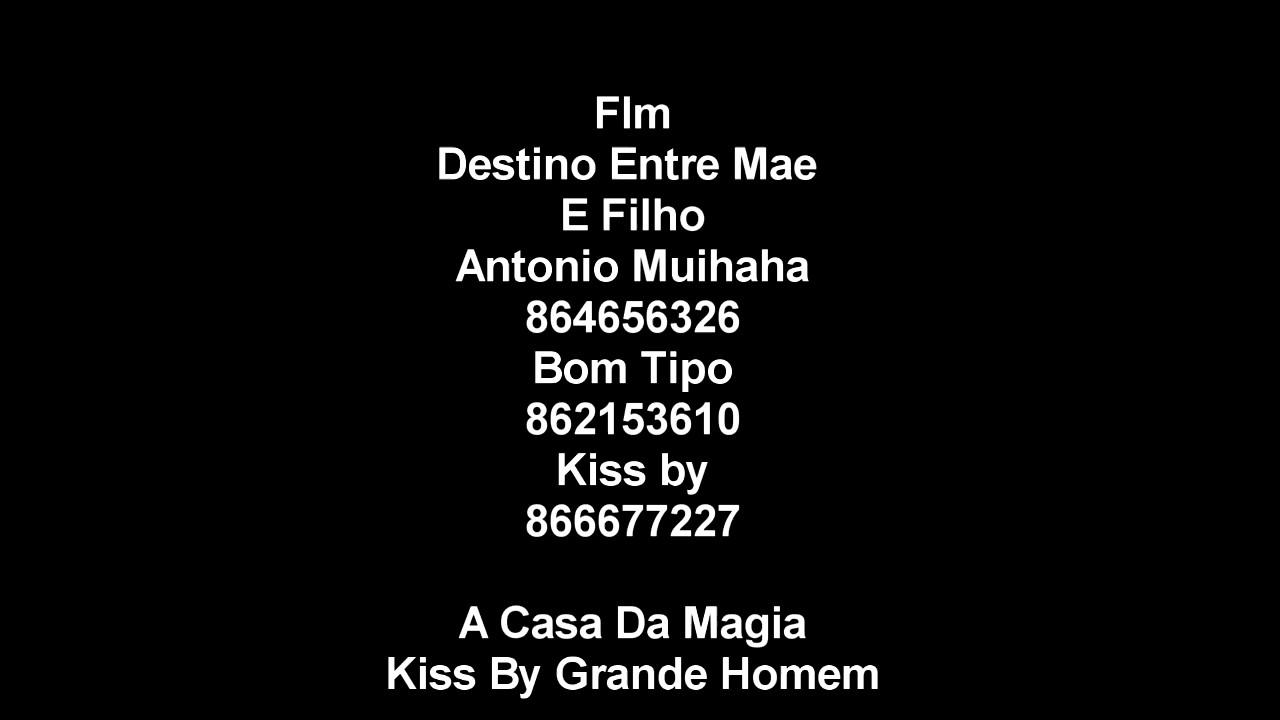 FIm
Destino Entre Mae
E Filho
Antonio Muihaha
864656326
Bom Tipo
862153610
Kiss by
866677227
A Casa Da Magia
Kiss By Grande Homem